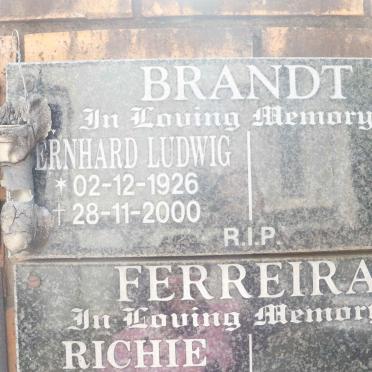 BRANDT
In Loving Memory
ERNHARD LUDWIG
* 02-12-1926
† 28-11-2000
R.I.P.
FERREIRA
In Loving Memory
RICHIE